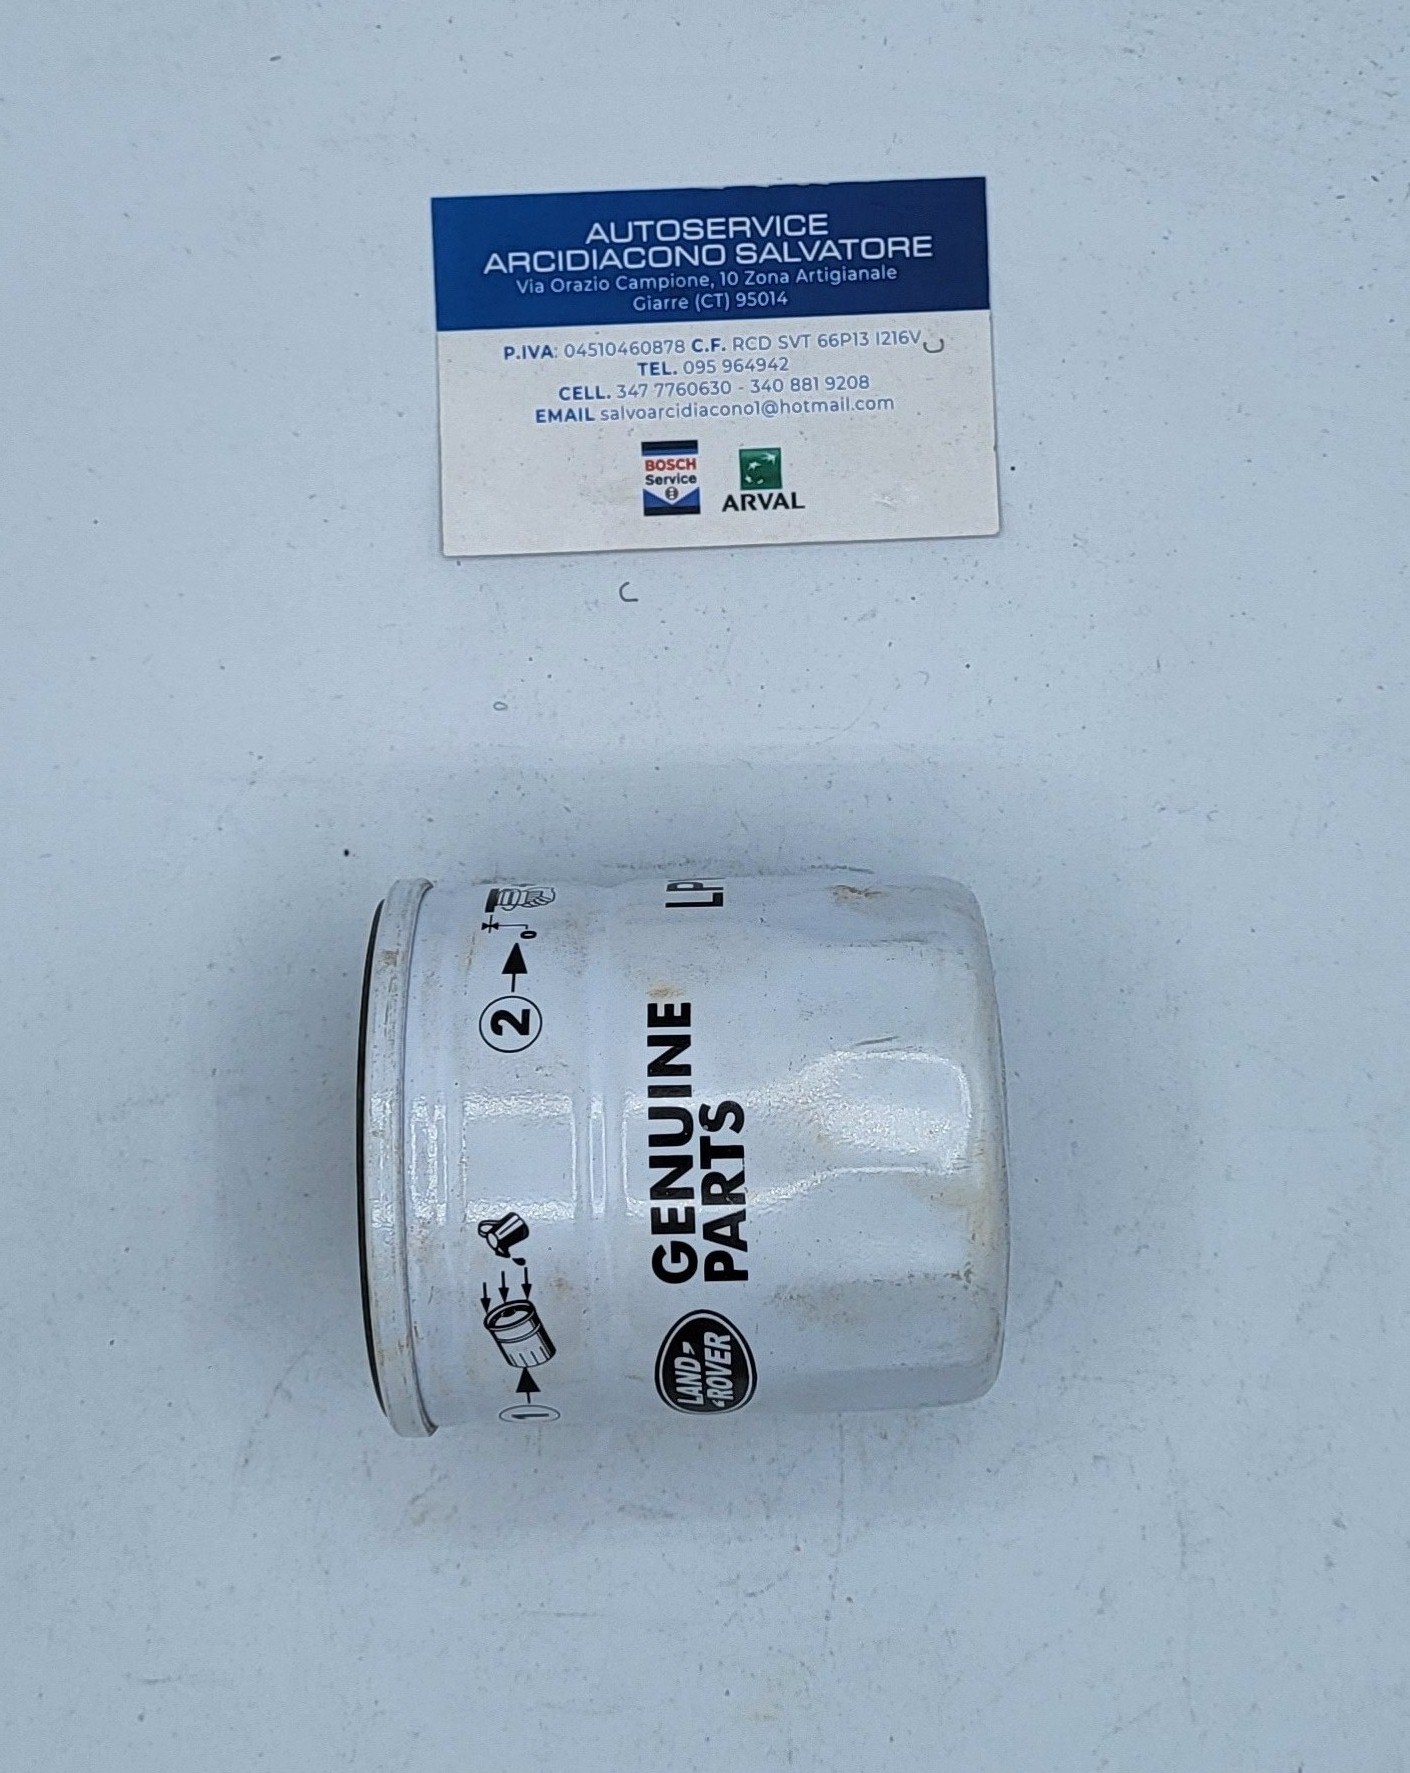 AUTOSERVICE
ARCIDIACONO SALVATORE
Via Orazio Campione, 10 Zona Artigianale
Giarre (CT) 95014
P.IVA: 04510460878 C.F. RCD SVT 66P13 I216V
TEL. 095 964942
CELL. 347 7760630 - 340 881 9208
EMAIL salvoarcidiacono1@hotmail.com
BOSCH
Service
ARVAL
1
2
GENUINE
PARTS
LAND
ROVER